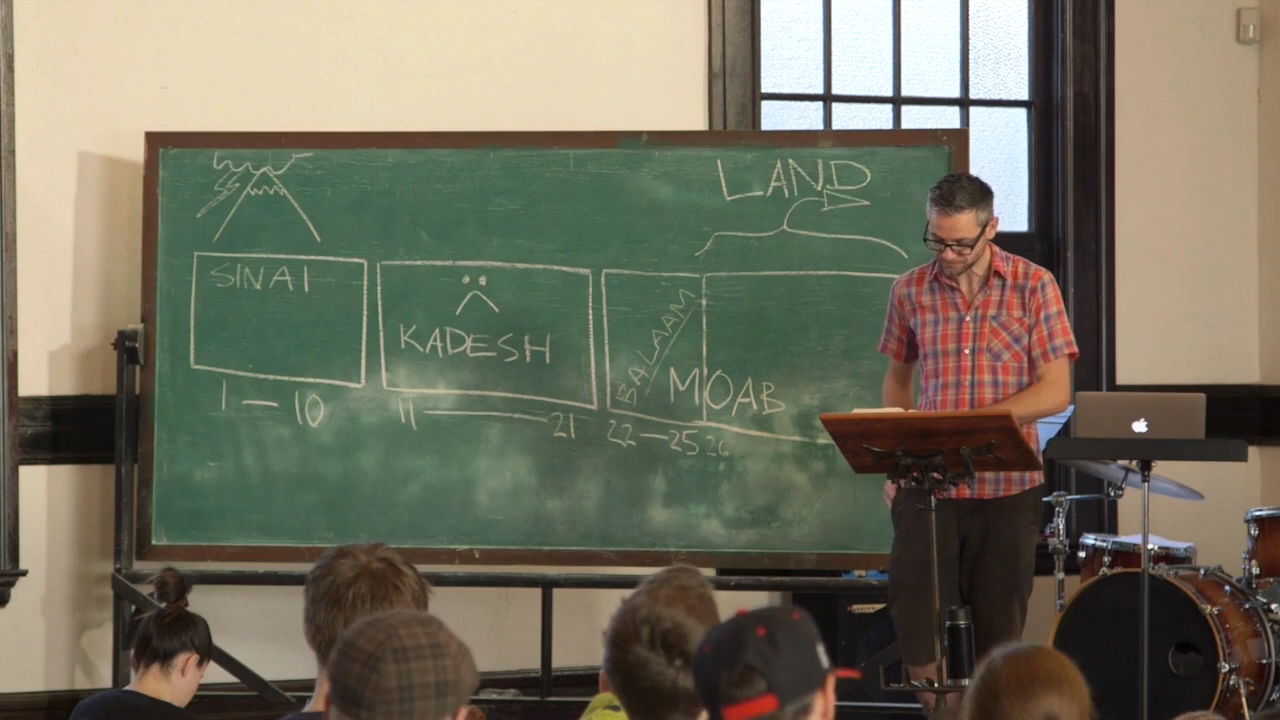 LAND
SINAI
KADESH
BALAAM
MOAB
1 — 10
11 — 21
22 — 25 26